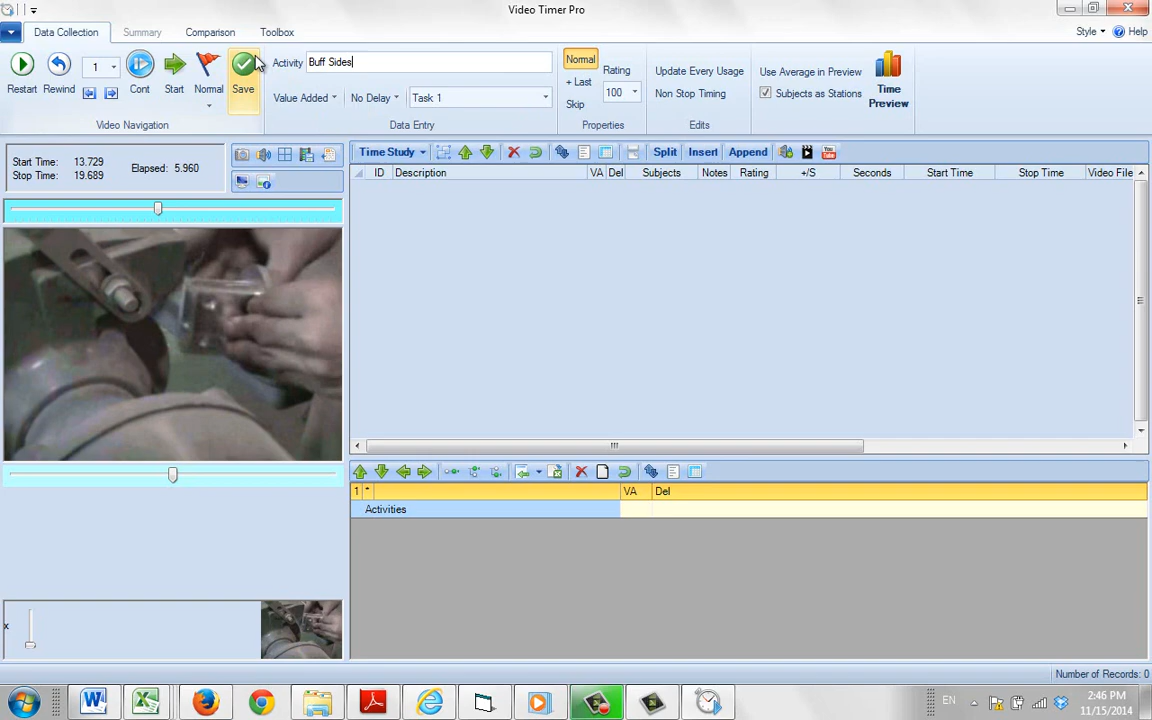 Video Timer Pro
Data Collection Summary Comparison Toolbox Style Help
Restart Rewind 1 Cont Start Normal Save
Activity Buff Sides
Value Added No Delay Task 1
Normal
+ Last
Skip
Rating
100
Update Every Usage
Non Stop Timing
Use Average in Preview
Subjects as Stations
Time
Preview
Video Navigation Data Entry Properties Edits
Start Time: 13.729
Stop Time: 19.689
Elapsed: 5.960
Time Study Split Insert Append You Tube
ID Description VA Del Subjects Notes Rating +/S Seconds Start Time Stop Time Video File
1 * VA Del
Activities
x
Number of Records: 0
EN 2:46 PM
11/15/2014